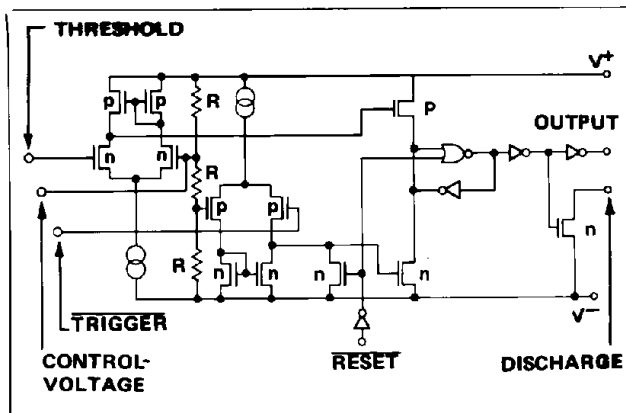 THRESHOLD
V+
p p R P
OUTPUT
n n
R
p p
n
R
n n n n
V-
TRIGGER
CONTROL-
VOLTAGE
RESET
DISCHARGE